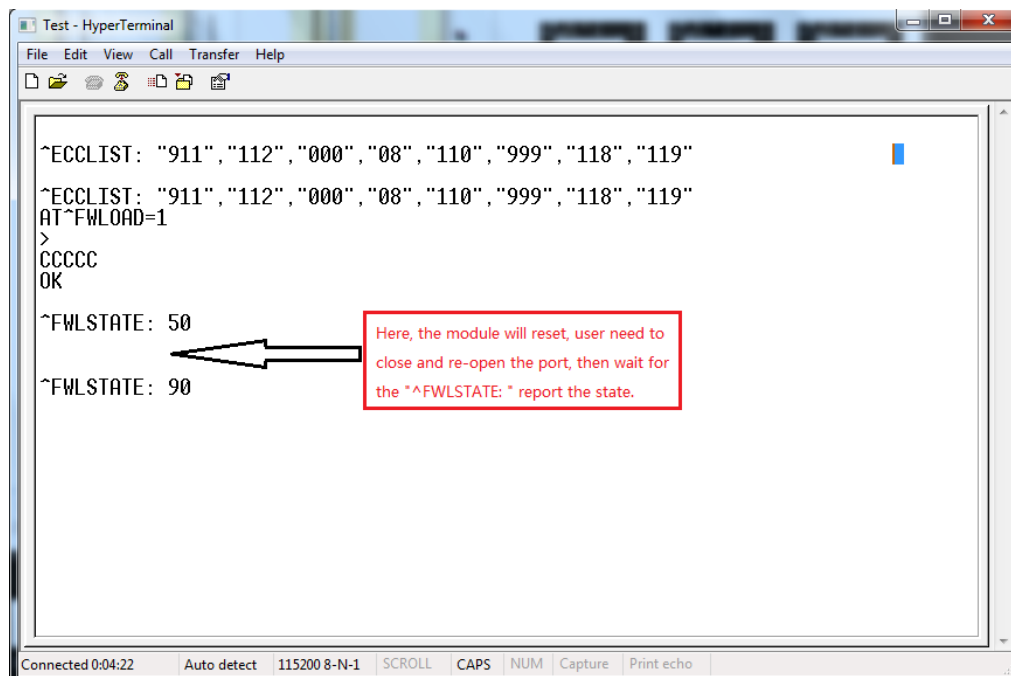 Test - HyperTerminal
File Edit View Call Transfer Help
^ECCLIST: "911","112","000","08","110","999","118","119"
^ECCLIST: "911","112","000","08","110","999","118","119"
AT^FWLOAD=1
>
CCCCC
OK
^FWLSTATE: 50
Here, the module will reset, user need to
close and re-open the port, then wait for
the "^FWLSTATE: " report the state.
^FWLSTATE: 90
Connected 0:04:22 Auto detect 115200 8-N-1 SCROLL CAPS NUM Capture Print echo